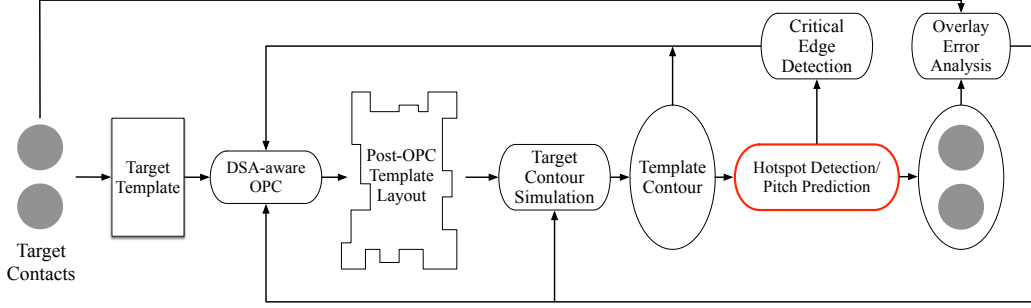 Target
Contacts
Target
Template
DSA-aware
OPC
Post-OPC
Template
Layout
Target
Contour
Simulation
Template
Contour
Critical
Edge
Detection
Hotspot Detection/
Pitch Prediction
Overlay
Error
Analysis